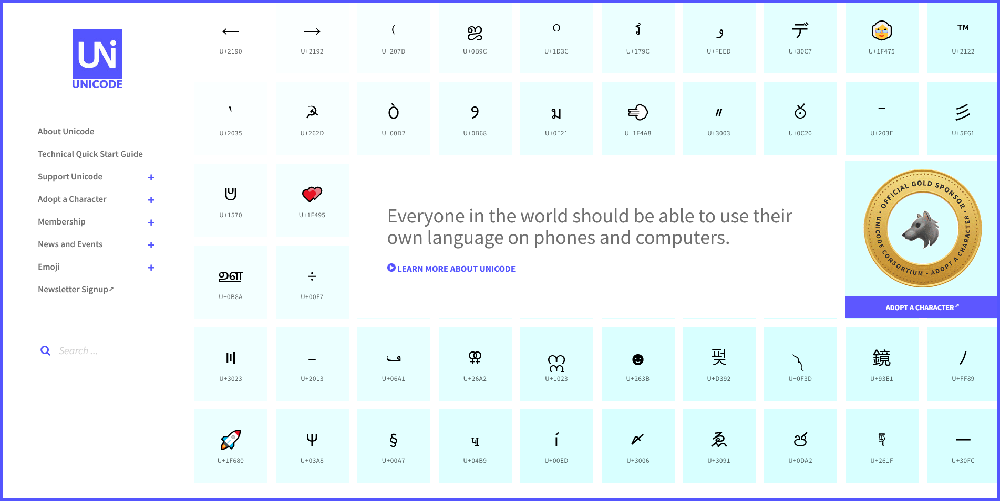 UNi
UNICODE
About Unicode
Technical Quick Start Guide
Support Unicode +
Adopt a Character +
Membership +
News and Events +
Emoji +
Newsletter Signup↗
Search ...
← → ⁽ ஜ ᴼ ឬ ﻭ デ 👵 ™
U+2190 U+2192 U+207D U+0B9C U+1D3C U+179C U+FEED U+30C7 U+1F475 U+2122
‵ ☭ Ò ୨ ม 💨 〃 ఠ ‾ 彡
U+2035 U+262D U+00D2 U+0B68 U+0E21 U+1F4A8 U+3003 U+0C20 U+203E U+5F61
ᕰ 💕
U+1570 U+1F495
Everyone in the world should be able to use their
own language on phones and computers.
LEARN MORE ABOUT UNICODE
OFFICIAL GOLD SPONSOR •
UNICODE CONSORTIUM • ADOPT A CHARACTER •
ADOPT A CHARACTER↗
ஊ ÷
U+0B8A U+00F7
〣 – ڡ ⚢ ဣ ☻ 펒 ༽ 鏡 ノ
U+3023 U+2013 U+06A1 U+26A2 U+1023 U+263B U+D392 U+0F3D U+93E1 U+FF89
🚀 Ψ § ҹ í 〆 ゑ ජ ☟ ー
U+1F680 U+03A8 U+00A7 U+04B9 U+00ED U+3006 U+3091 U+0DA2 U+261F U+30FC